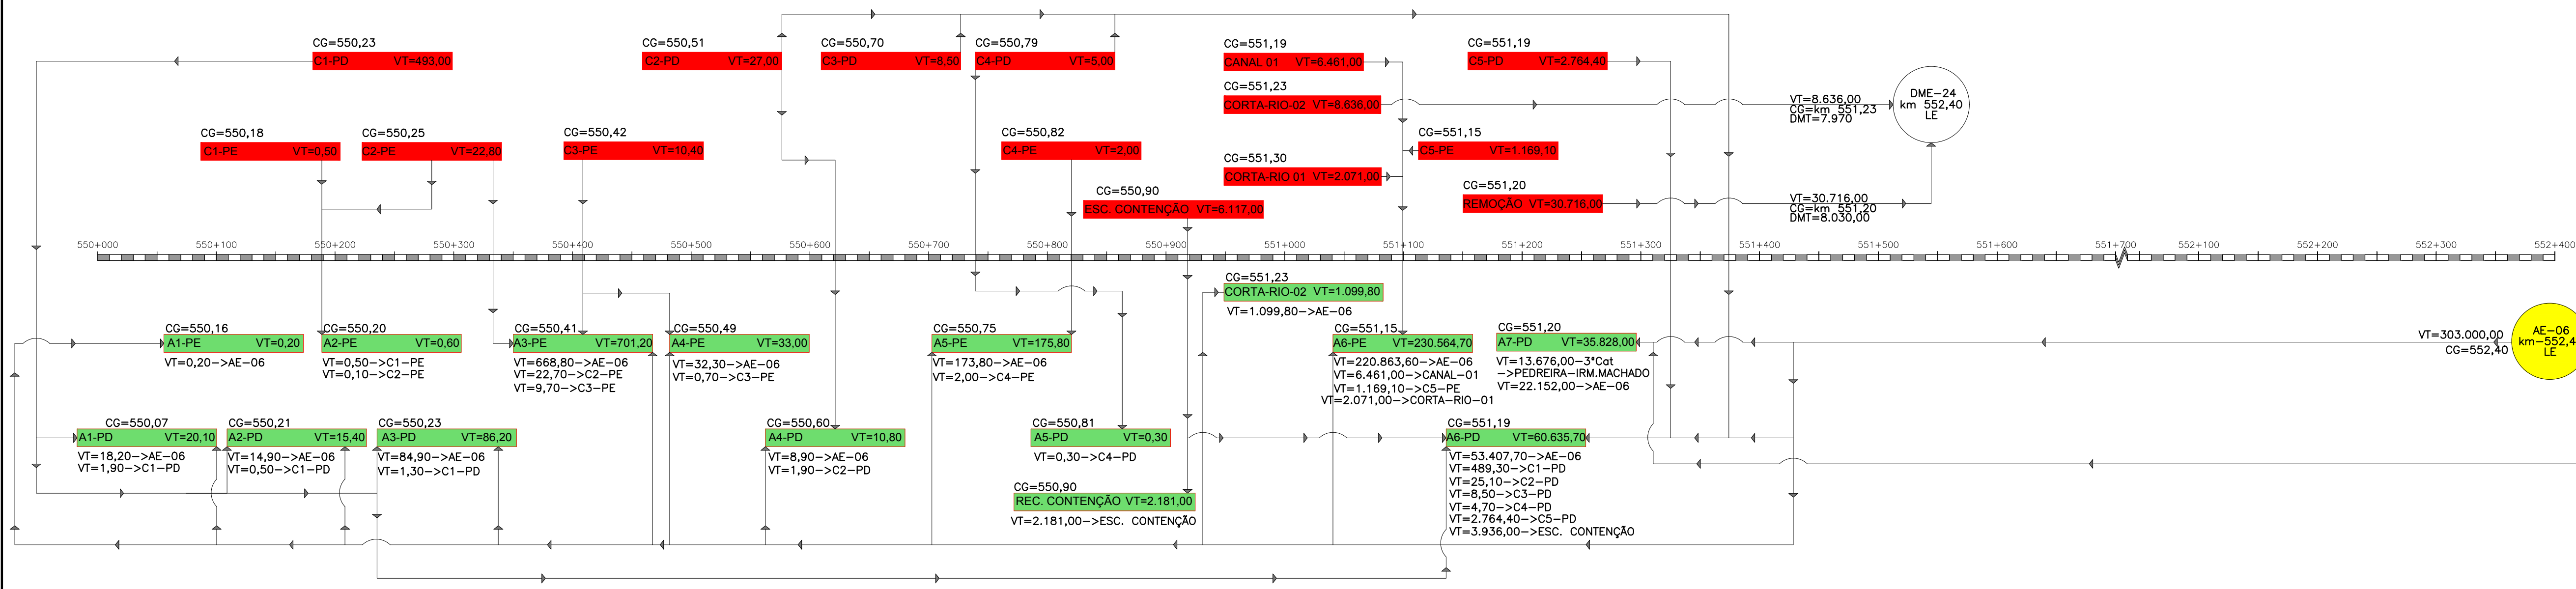 CG=550,23
C1-PD VT=493,00
CG=550,51
C2-PD VT=27,00
CG=550,70
C3-PD VT=8,50
CG=550,79
C4-PD VT=5,00
CG=551,19
CANAL 01 VT=6.461,00
CG=551,19
C5-PD VT=2.764,40
CG=551,23
CORTA-RIO-02 VT=8.636,00
VT=8.636,00
CG=km 551,23
DMT=7.970
DME-24
km 552,40
LE
CG=550,18
C1-PE VT=0,50
CG=550,25
C2-PE VT=22,80
CG=550,42
C3-PE VT=10,40
CG=550,82
C4-PE VT=2,00
CG=551,15
C5-PE VT=1.169,10
CG=551,30
CORTA-RIO 01 VT=2.071,00
CG=550,90
ESC. CONTENÇÃO VT=6.117,00
CG=551,20
REMOÇÃO VT=30.716,00
VT=30.716,00
CG=km 551,20
DMT=8.030,00
550+000 550+100 550+200 550+300 550+400 550+500 550+600 550+700 550+800 550+900 551+000 551+100 551+200 551+300 551+400 551+500 551+600 551+700 552+100 552+200 552+300 552+400
CG=551,23
CORTA-RIO-02 VT=1.099,80
VT=1.099,80->AE-06
CG=550,16
A1-PE VT=0,20
VT=0,20->AE-06
CG=550,20
A2-PE VT=0,60
VT=0,50->C1-PE
VT=0,10->C2-PE
CG=550,41
A3-PE VT=701,20
VT=668,80->AE-06
VT=22,70->C2-PE
VT=9,70->C3-PE
CG=550,49
A4-PE VT=33,00
VT=32,30->AE-06
VT=0,70->C3-PE
CG=550,75
A5-PE VT=175,80
VT=173,80->AE-06
VT=2,00->C4-PE
CG=551,15
A6-PE VT=230.564,70
VT=220.863,60->AE-06
VT=6.461,00->CANAL-01
VT=1.169,10->C5-PE
VT=2.071,00->CORTA-RIO-01
CG=551,20
A7-PD VT=35.828,00
VT=13.676,00-3ªCat
->PEDREIRA-IRM.MACHADO
VT=22.152,00->AE-06
VT=303.000,00
CG=552,40
AE-06
km-552,4
LE
CG=550,07
A1-PD VT=20,10
VT=18,20->AE-06
VT=1,90->C1-PD
CG=550,21
A2-PD VT=15,40
VT=14,90->AE-06
VT=0,50->C1-PD
CG=550,23
A3-PD VT=86,20
VT=84,90->AE-06
VT=1,30->C1-PD
CG=550,60
A4-PD VT=10,80
VT=8,90->AE-06
VT=1,90->C2-PD
CG=550,81
A5-PD VT=0,30
VT=0,30->C4-PD
CG=550,90
REC. CONTENÇÃO VT=2.181,00
VT=2.181,00->ESC. CONTENÇÃO
CG=551,19
A6-PD VT=60.635,70
VT=53.407,70->AE-06
VT=489,30->C1-PD
VT=25,10->C2-PD
VT=8,50->C3-PD
VT=4,70->C4-PD
VT=2.764,40->C5-PD
VT=3.936,00->ESC. CONTENÇÃO